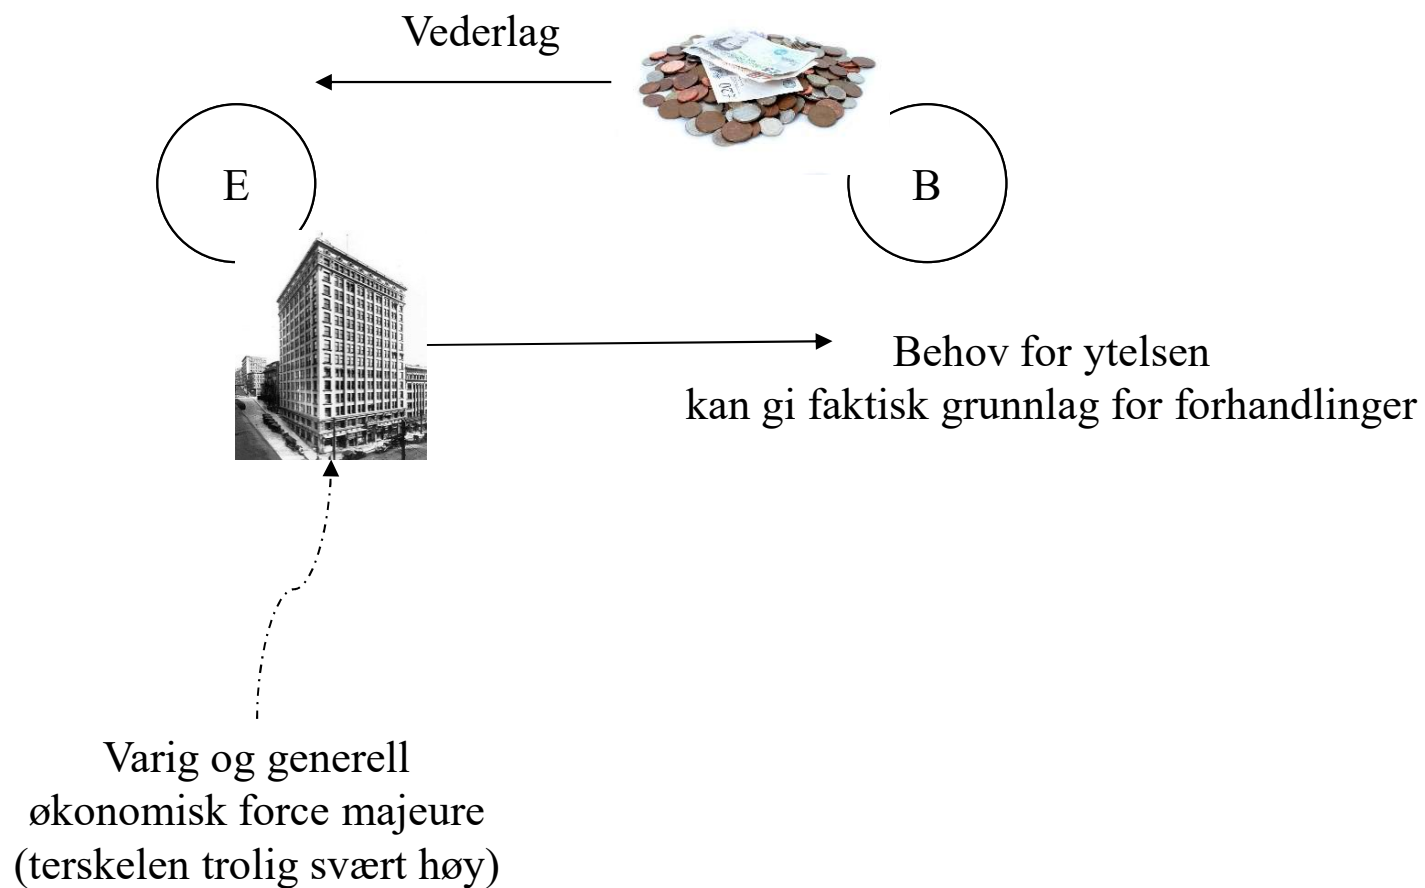 Vederlag
E
B
Behov for ytelsen
kan gi faktisk grunnlag for forhandlinger
Varig og generell
økonomisk force majeure
(terskelen trolig svært høy)